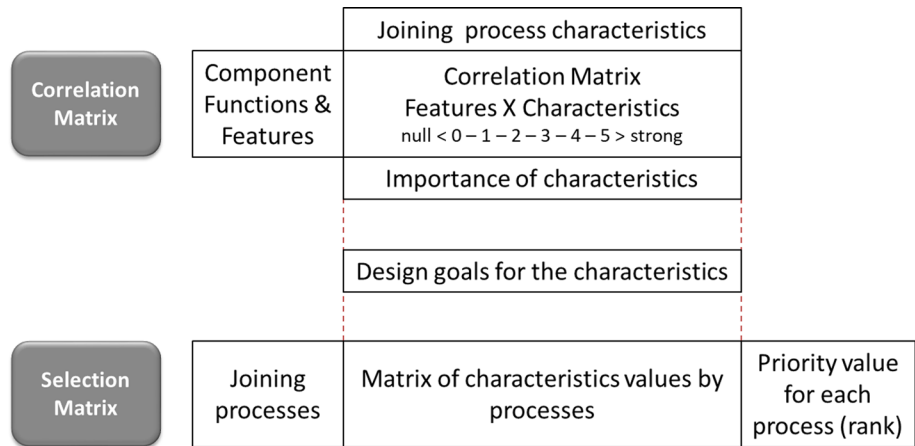 Joining process characteristics
Correlation
Matrix
Component
Functions &
Features
Correlation Matrix
Features X Characteristics
null < 0 – 1 – 2 – 3 – 4 – 5 > strong
Importance of characteristics
Design goals for the characteristics
Selection
Matrix
Joining
processes
Matrix of characteristics values by
processes
Priority value
for each
process (rank)